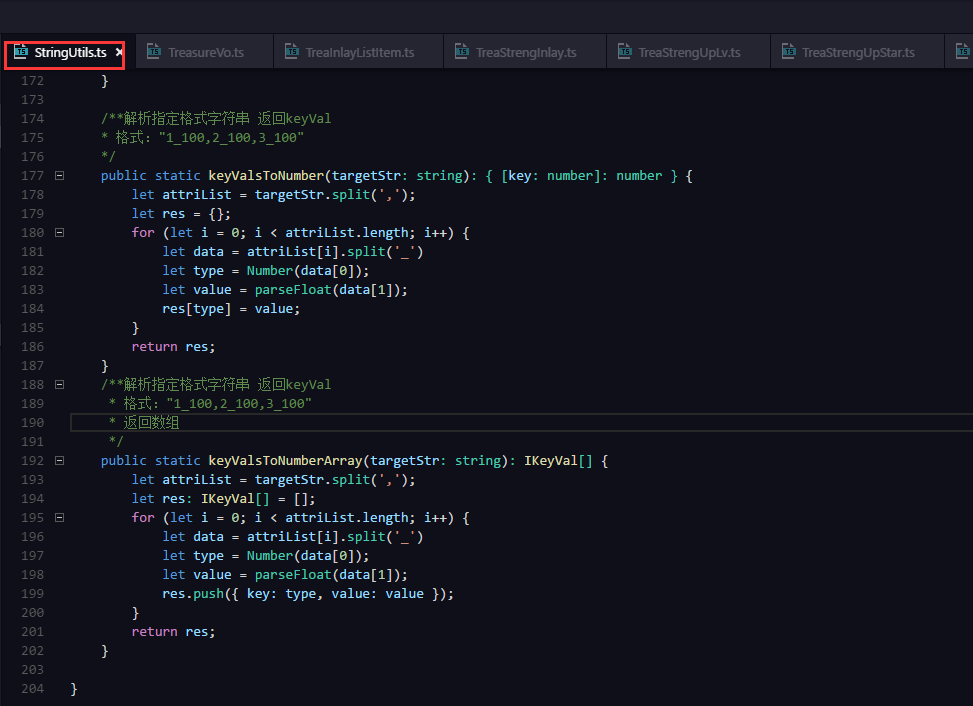 StringUtils.ts × TreasureVo.ts TreaInlayListItem.ts TreaStrengInlay.ts TreaStrengUpLv.ts TreaStrengUpStar.ts
172 }
173
174 /**解析指定格式字符串 返回keyVal
175 * 格式："1_100,2_100,3_100"
176 */
177 public static keyValsToNumber(targetStr: string): { [key: number]: number } {
178 let attriList = targetStr.split(',');
179 let res = {};
180 for (let i = 0; i < attriList.length; i++) {
181 let data = attriList[i].split('_')
182 let type = Number(data[0]);
183 let value = parseFloat(data[1]);
184 res[type] = value;
185 }
186 return res;
187 }
188 /**解析指定格式字符串 返回keyVal
189 * 格式："1_100,2_100,3_100"
190 * 返回数组
191 */
192 public static keyValsToNumberArray(targetStr: string): IKeyVal[] {
193 let attriList = targetStr.split(',');
194 let res: IKeyVal[] = [];
195 for (let i = 0; i < attriList.length; i++) {
196 let data = attriList[i].split('_')
197 let type = Number(data[0]);
198 let value = parseFloat(data[1]);
199 res.push({ key: type, value: value });
200 }
201 return res;
202 }
203
204 }